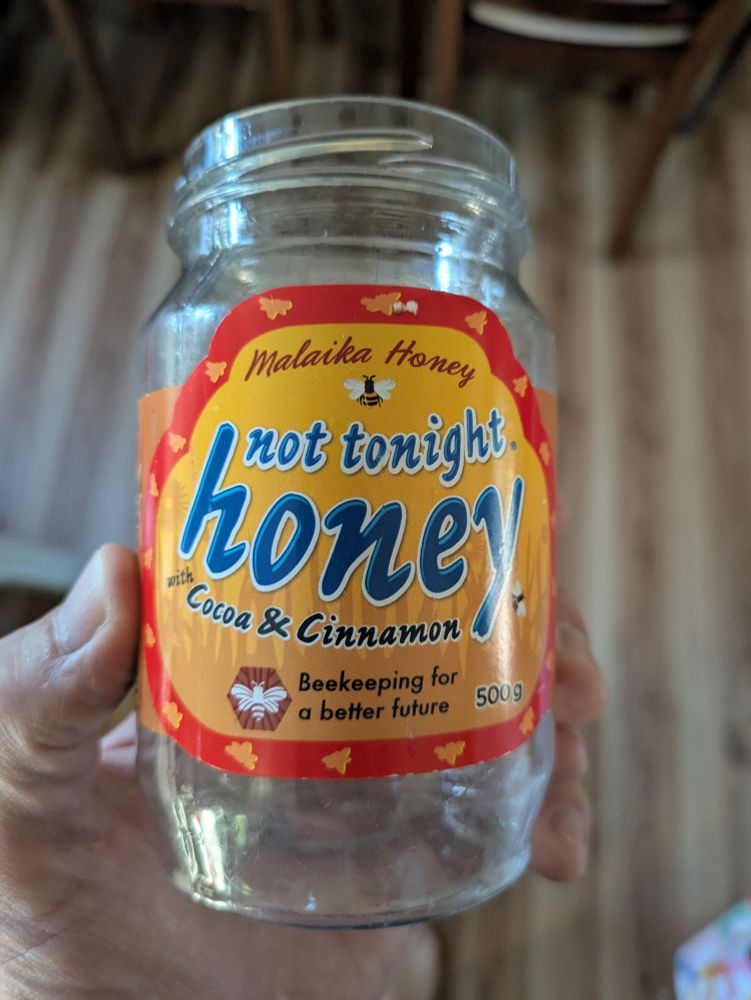 Malaika Honey
not tonight
honey
with
Cocoa & Cinnamon
Beekeeping for
a better future
500g